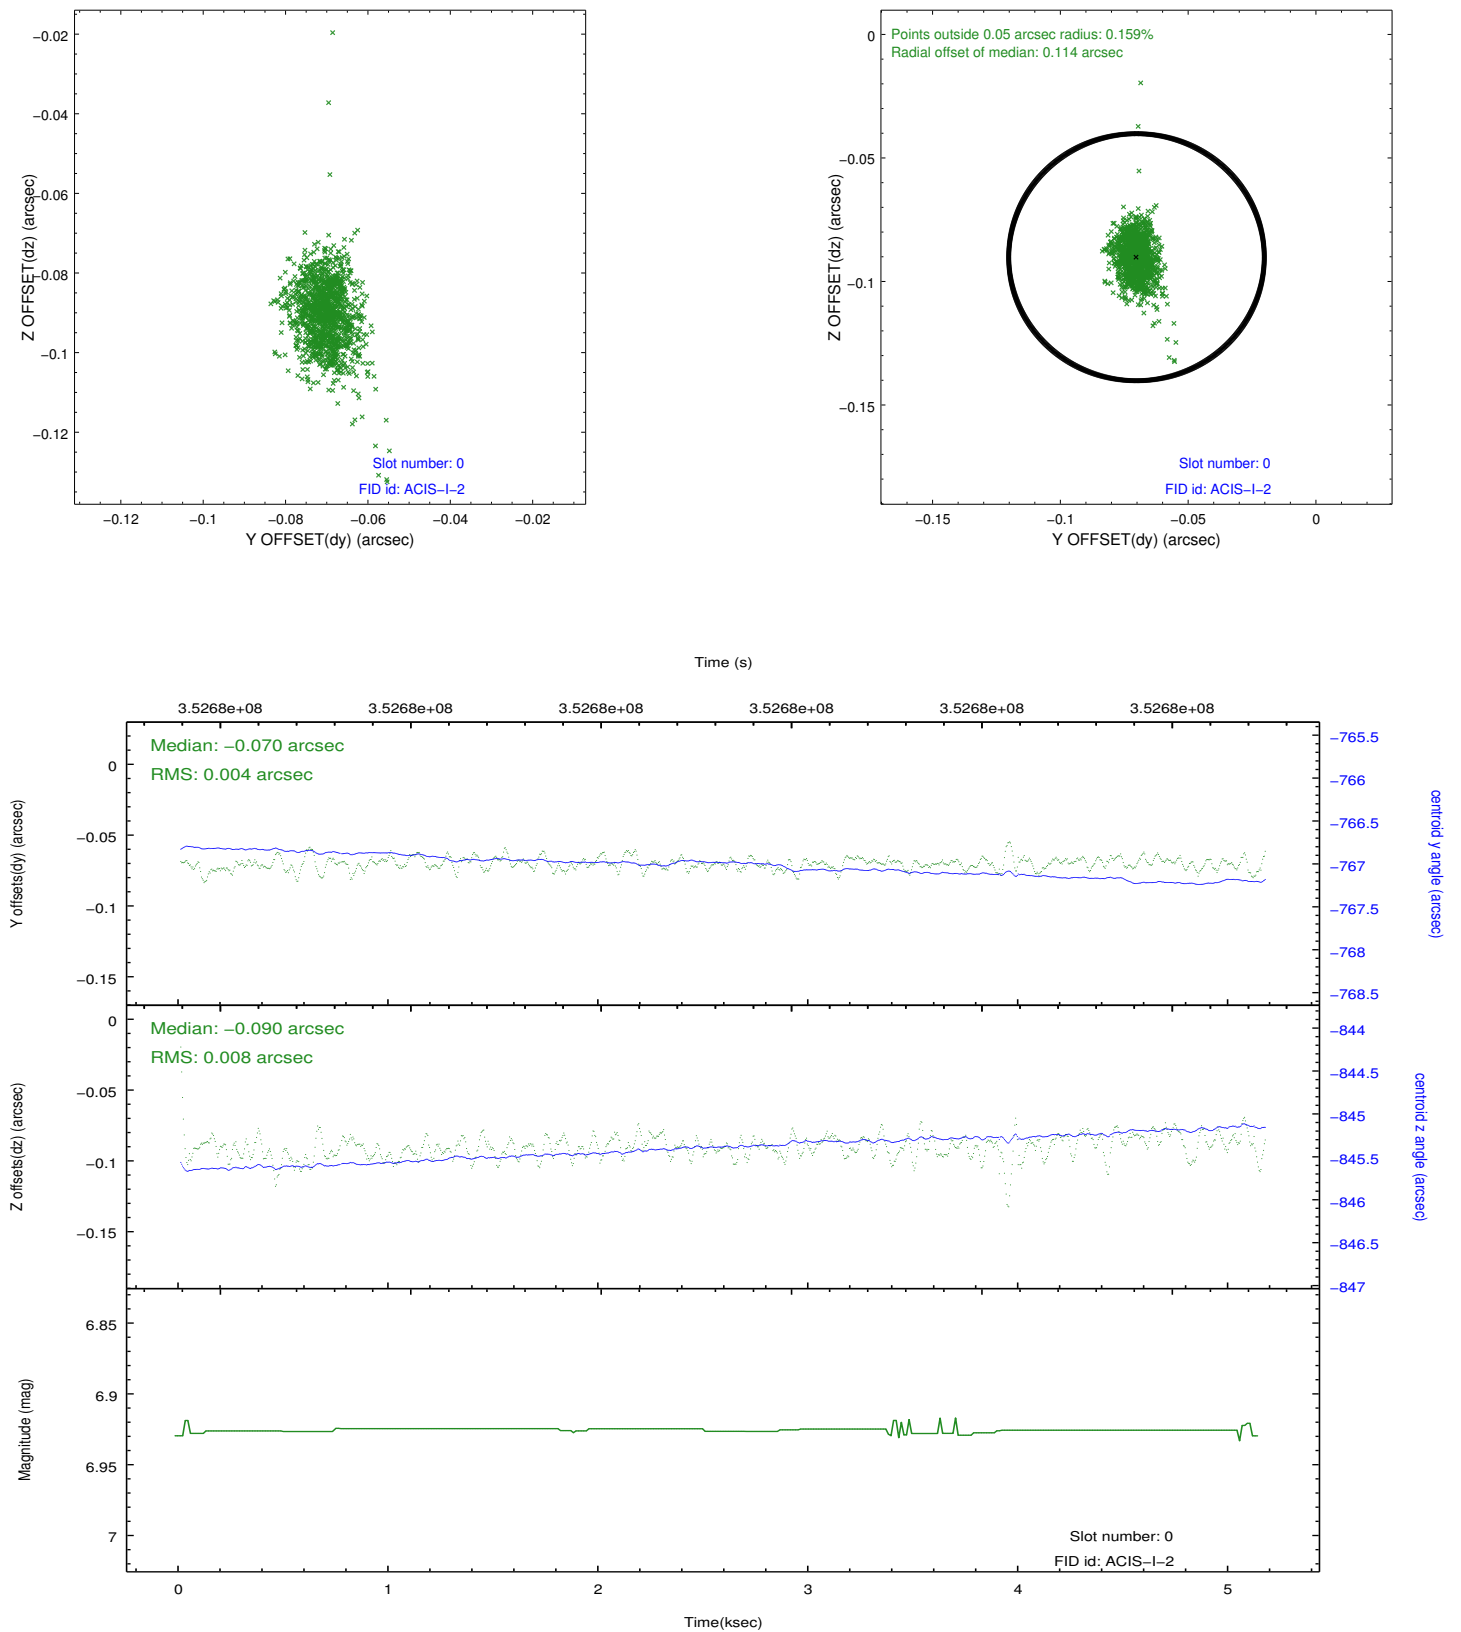 −0.02
−0.04
−0.06
−0.08
−0.1
−0.12
Z OFFSET(dz) (arcsec)
Slot number: 0
FID id: ACIS−I−2
−0.12 −0.1 −0.08 −0.06 −0.04 −0.02
Y OFFSET(dy) (arcsec)
Points outside 0.05 arcsec radius: 0.159%
Radial offset of median: 0.114 arcsec
0
−0.05
−0.1
−0.15
Z OFFSET(dz) (arcsec)
Slot number: 0
FID id: ACIS−I−2
−0.15 −0.1 −0.05 0
Y OFFSET(dy) (arcsec)
Time (s)
3.5268e+08 3.5268e+08 3.5268e+08 3.5268e+08 3.5268e+08 3.5268e+08
Median: −0.070 arcsec
RMS: 0.004 arcsec
0
−0.05
−0.1
−0.15
Y offsets(dy) (arcsec)
−765.5
−766
−766.5
−767
−767.5
−768
−768.5
centroid y angle (arcsec)
Median: −0.090 arcsec
RMS: 0.008 arcsec
0
−0.05
−0.1
−0.15
Z offsets(dz) (arcsec)
−844
−844.5
−845
−845.5
−846
−846.5
−847
centroid z angle (arcsec)
6.85
6.9
6.95
7
Magnitude (mag)
Slot number: 0
FID id: ACIS−I−2
0 1 2 3 4 5
Time(ksec)